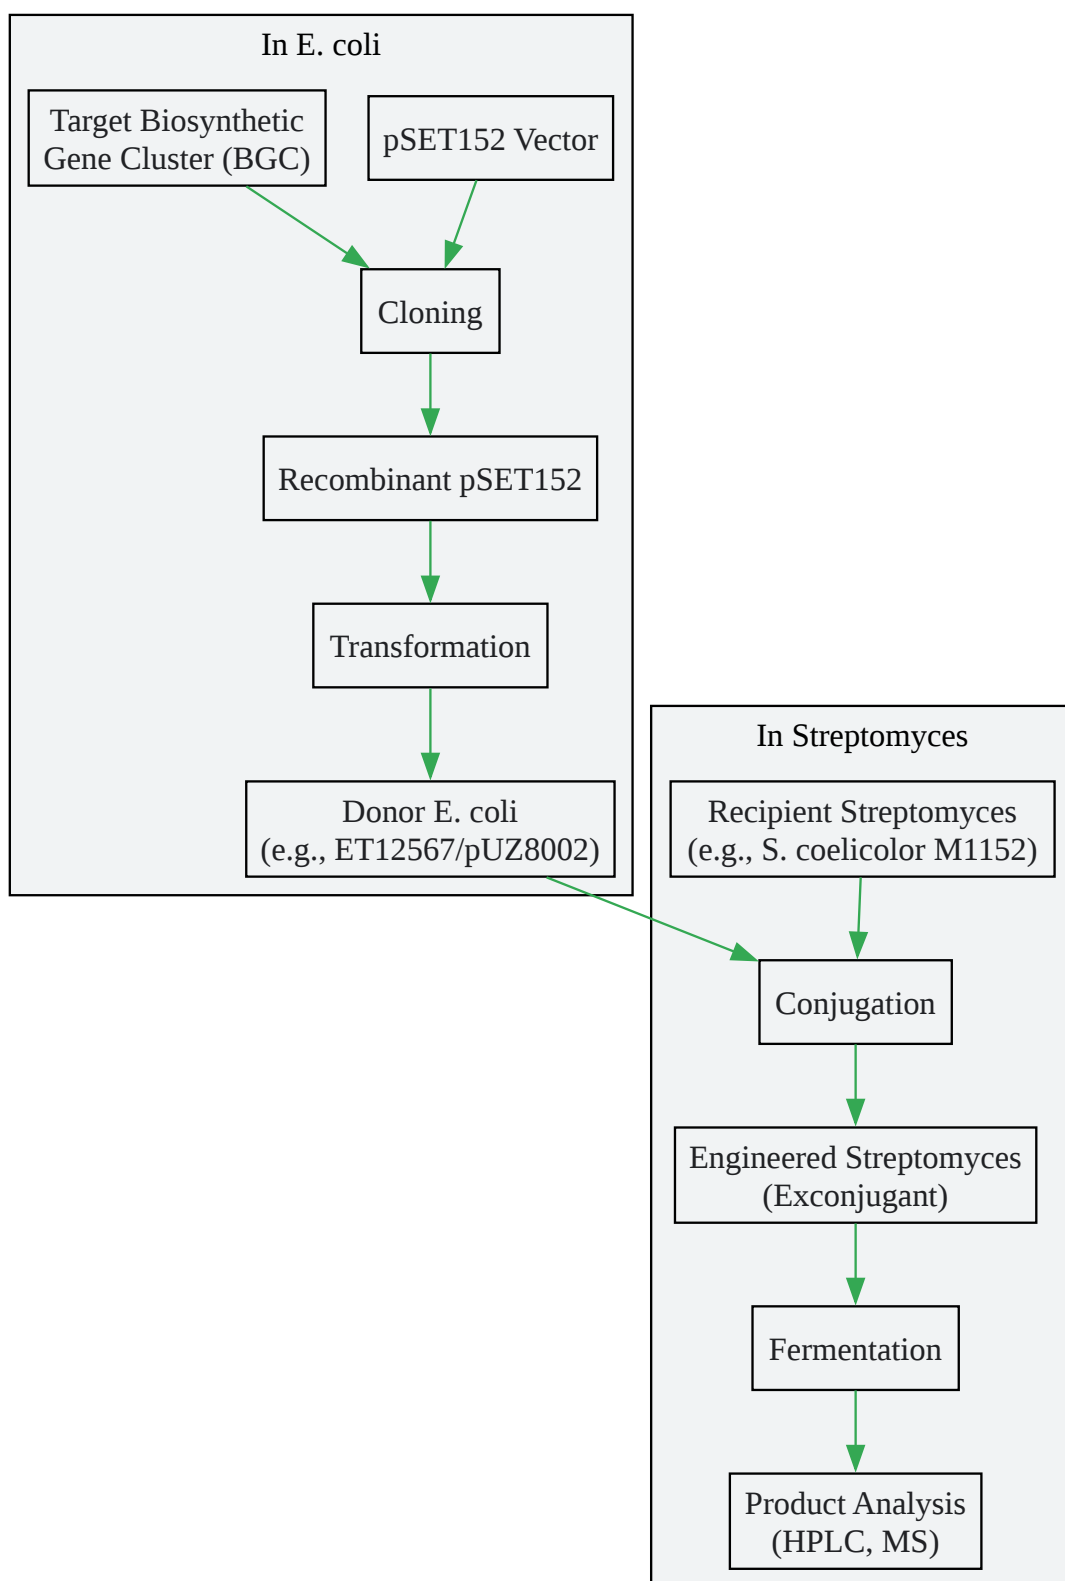 In E. coli
Target Biosynthetic
Gene Cluster (BGC)
pSET152 Vector
Cloning
Recombinant pSET152
Transformation
Donor E. coli
(e.g., ET12567/pUZ8002)
In Streptomyces
Recipient Streptomyces
(e.g., S. coelicolor M1152)
Conjugation
Engineered Streptomyces
(Exconjugant)
Fermentation
Product Analysis
(HPLC, MS)